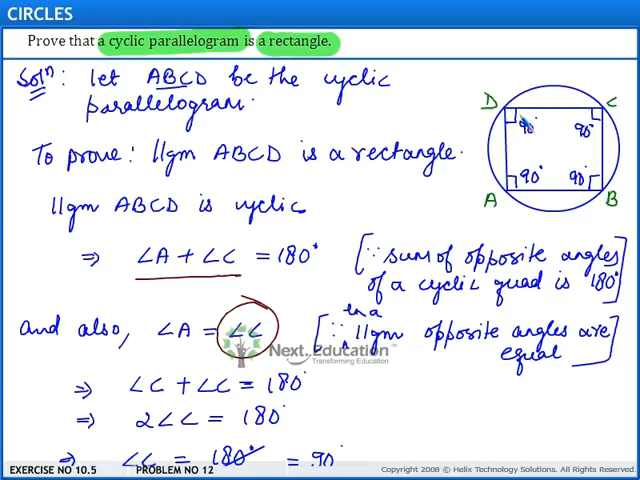 CIRCLES
Prove that a cyclic parallelogram is a rectangle.
Solⁿ : let ABCD be the cyclic
parallelogram.
D C
90° 90°
90° 90°
A B
To prove : ||gm ABCD is a rectangle.
||gm ABCD is cyclic
⇒ ∠A + ∠C = 180° [∵ sum of opposite angles
of a cyclic quad is 180°]
and also, ∠A = ∠C [∵ in a ||gm opposite angles are
equal]
Next Education
Transforming Education
⇒ ∠C + ∠C = 180°
⇒ 2∠C = 180°
⇒ ∠C = 180° = 90°
EXERCISE NO 10.5 PROBLEM NO 12 Copyright 2008 © Helix Technology Solutions. All rights reserved.